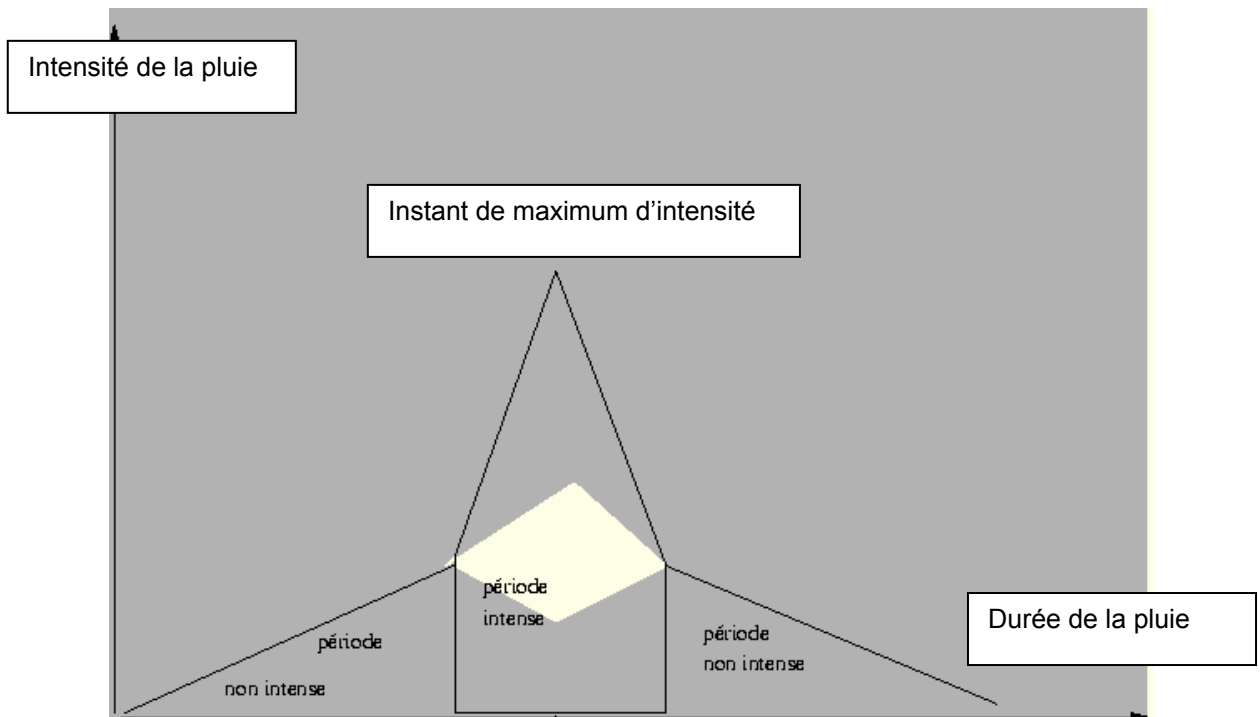 Intensité de la pluie
Instant de maximum d’intensité
période
intense
Durée de la pluie
période
non intense
période
non intense